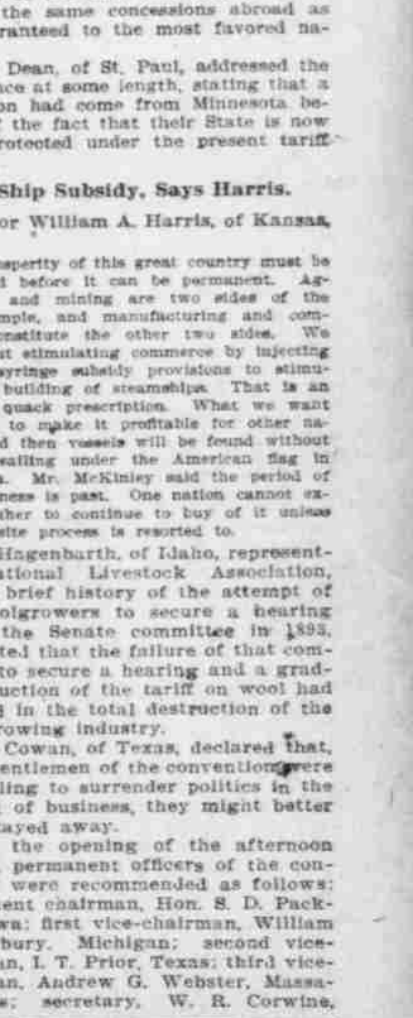 the same concessions abroad as
ranteed to the most favored na-
Dean, of St. Paul, addressed the
ce at some length, stating that a
on had come from Minnesota be-
f the fact that their State is now
rotected under the present tariff
Ship Subsidy, Says Harris.
or William A. Harris, of Kansas,
sperity of this great country must be
d before it can be permanent. Ag-
and mining are two sides of the
mple, and manufacturing and com-
onstitute the other two sides. We
ut stimulating commerce by injecting
syringe subsidy provisions to stimu-
building of steamships. That is an
quack prescription. What we want
to make it profitable for other na-
d then vessels will be found without
sailing under the American flag in
Mr. McKinley said the period of
ness is past. One nation cannot ex-
ther to continue to buy of it unless
site process is resorted to.
Hagenbarth, of Idaho, represent-
ational Livestock Association,
brief history of the attempt of
olgrowers to secure a hearing
the Senate committee in 1893,
ted that the failure of that com-
to secure a hearing and a grad-
uction of the tariff on wool had
d in the total destruction of the
rowing industry.
Cowan, of Texas, declared that,
entlemen of the convention were
ling to surrender politics in the
of business, they might better
tayed away.
the opening of the afternoon
permanent officers of the con-
were recommended as follows:
ent chairman, Hon. S. D. Pack-
wa; first vice-chairman, William
bury, Michigan; second vice-
an, I. T. Prior, Texas; third vice-
an, Andrew G. Webster, Massa-
s; secretary, W. R. Corwine,